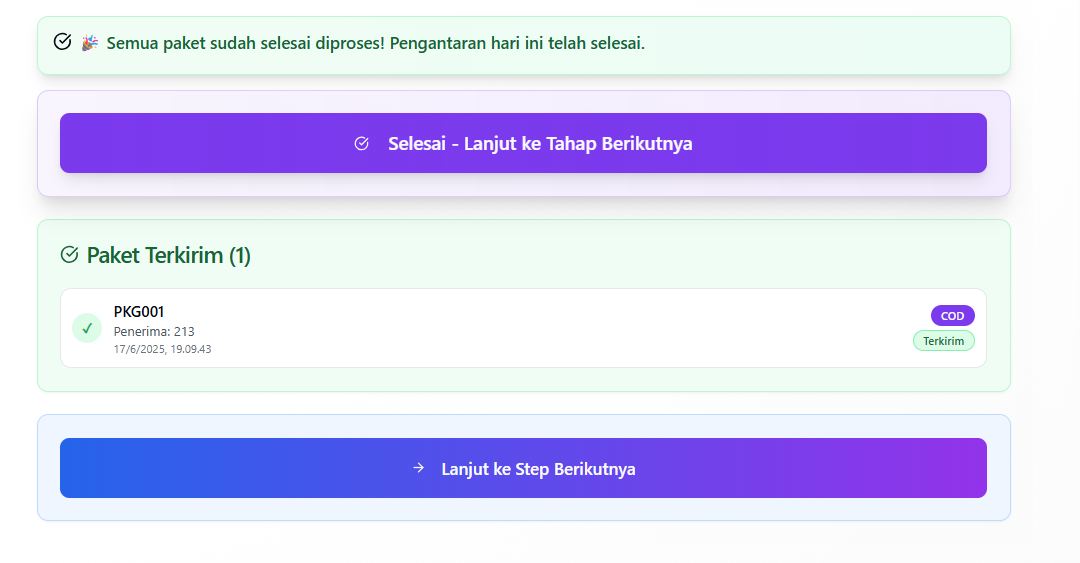 🎉 Semua paket sudah selesai diproses! Pengantaran hari ini telah selesai.
Selesai - Lanjut ke Tahap Berikutnya
Paket Terkirim (1)
✓
PKG001
Penerima: 213
17/6/2025, 19.09.43
COD
Terkirim
→ Lanjut ke Step Berikutnya